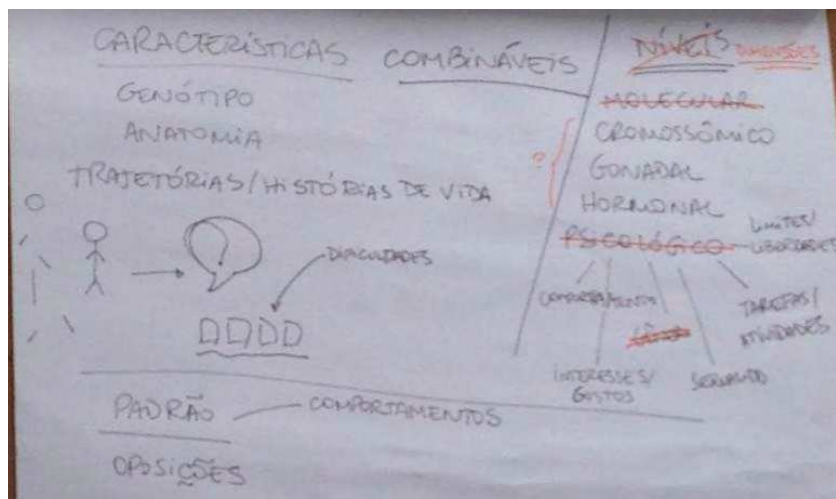 CARACTERÍSTICAS COMBINÁVEIS
GENÓTIPO
ANATOMIA
TRAJETÓRIAS/HISTÓRIAS DE VIDA
DIFICULDADES
PADRÃO
COMPORTAMENTOS
OPOSIÇÕES
NÍVEIS DIMENSÕES
MOLECULAR
?
CROMOSSÔMICO
GONADAL
HORMONAL
PSICOLÓGICO
LIMITES/
LIBERDADES
COMPORTAMENTO
TAREFAS/
ATIVIDADES
INTERESSES/
GOSTOS